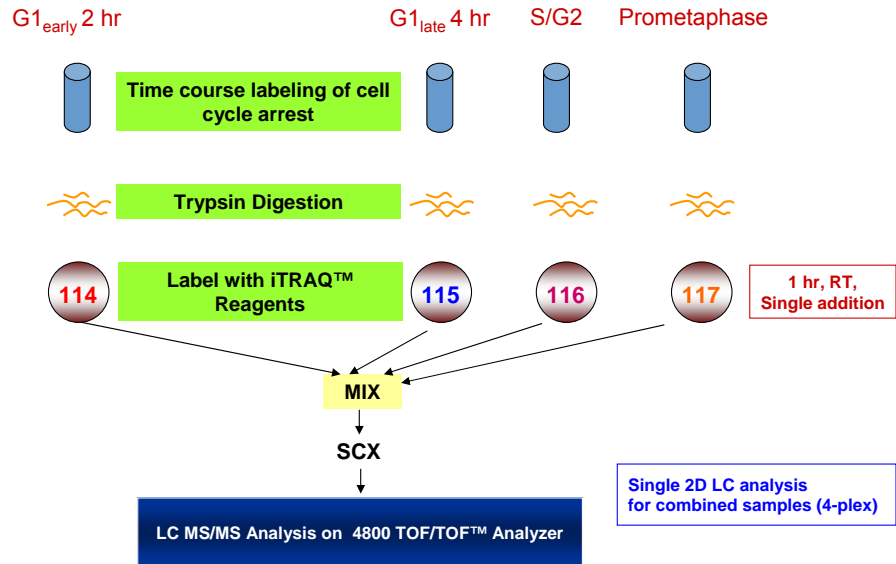 G1early 2 hr
G1late 4 hr
S/G2
Prometaphase
Time course labeling of cell
cycle arrest
Trypsin Digestion
114
Label with iTRAQ™
Reagents
115
116
117
1 hr, RT,
Single addition
MIX
SCX
Single 2D LC analysis
for combined samples (4-plex)
LC MS/MS Analysis on 4800 TOF/TOF™ Analyzer